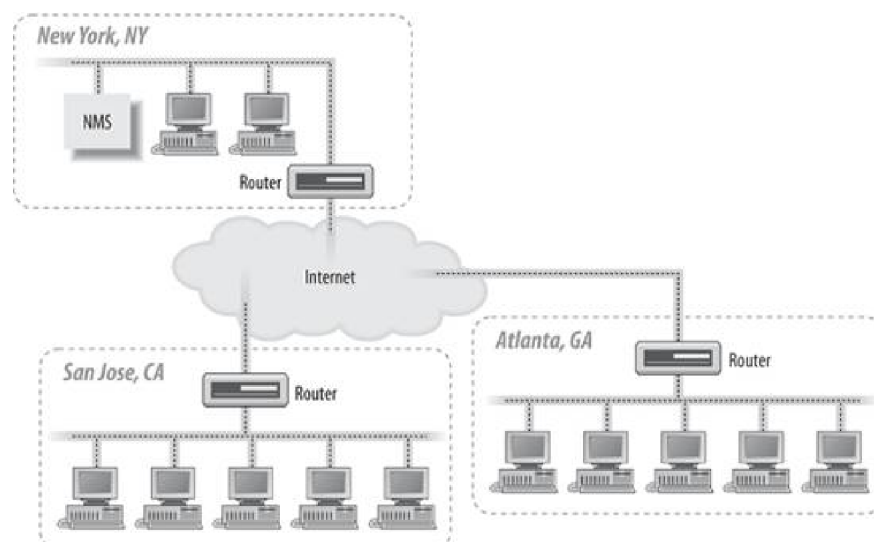 New York, NY
NMS
Router
Internet
Atlanta, GA
Router
San Jose, CA
Router